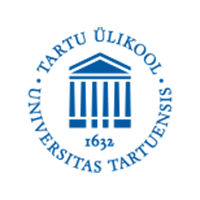 TARTU ÜLIKOOL
1632
· UNIVERSITAS TARTUENSIS ·